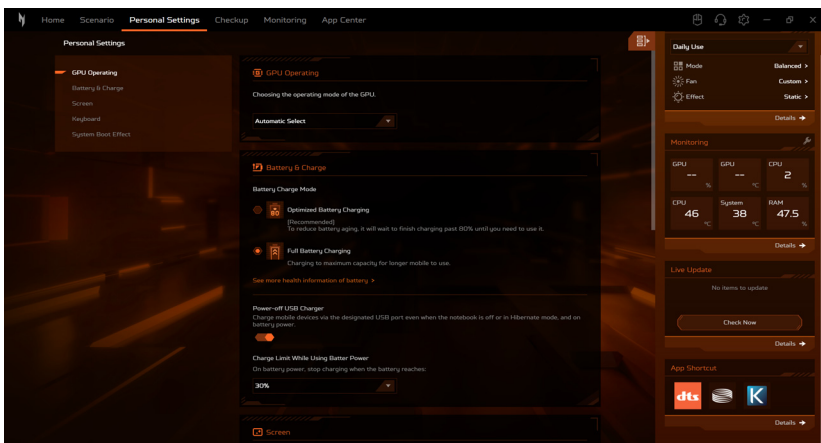 Home Scenario Personal Settings Checkup Monitoring App Center
Personal Settings
GPU Operating
Battery & Charge
Screen
Keyboard
System Boot Effect
GPU Operating
Choosing the operating mode of the GPU.
Automatic Select
Battery & Charge
Battery Charge Mode
80
Optimized Battery Charging
[Recommended]
To reduce battery aging, it will wait to finish charging past 80% until you need to use it.
Full Battery Charging
Charging to maximum capacity for longer mobile to use.
See more health information of battery >
Power-off USB Charger
Charge mobile devices via the designated USB port even when the notebook is off or in Hibernate mode, and on
battery power.
Charge Limit While Using Batter Power
On battery power, stop charging when the battery reaches:
30%
Screen
Daily Use
Mode Balanced >
Fan Custom >
Effect Static >
Details
Monitoring
GPU GPU CPU
-- -- 2
% °C %
CPU System RAM
46 38 47.5
°C °C %
Details
Live Update
No items to update
Check Now
Details
App Shortcut
dts K
Details